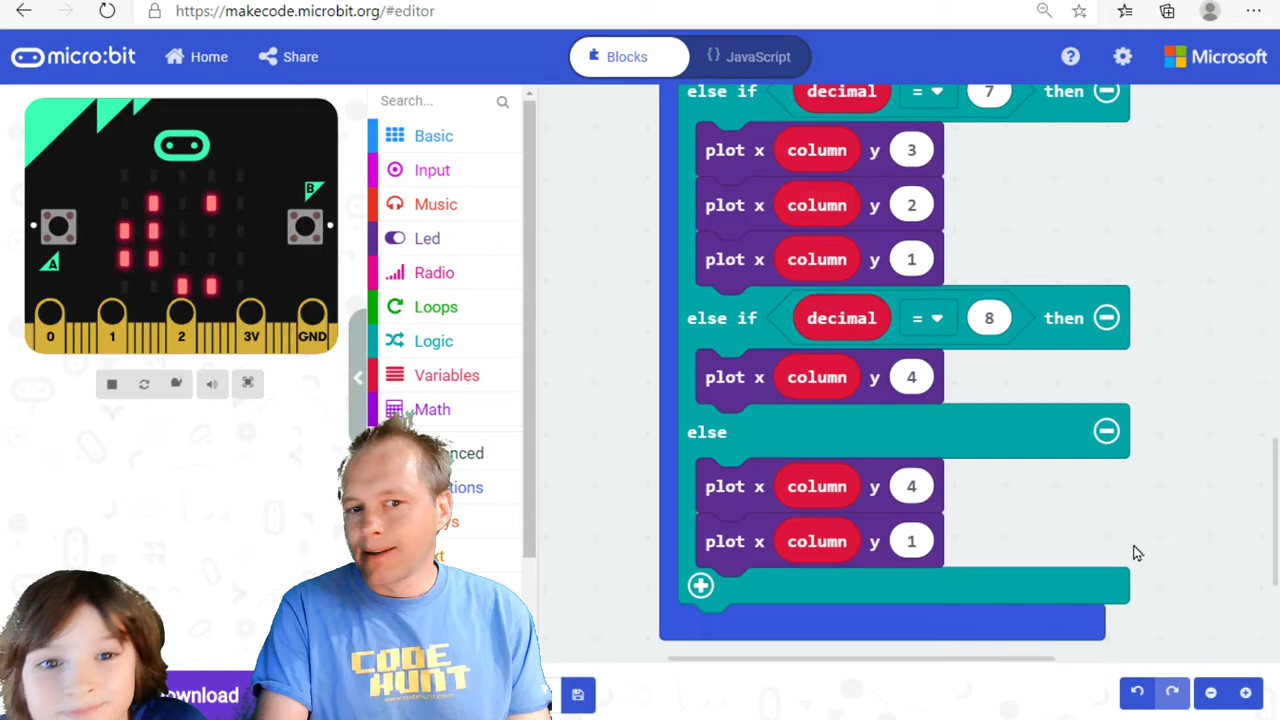 https://makecode.microbit.org/#editor
micro:bit Home Share Blocks {} JavaScript ? Microsoft
Search...
Basic
Input
Music
Led
Radio
Loops
Logic
Variables
Math
B
A
0 1 2 3V GND
else if decimal = 7 then
plot x column y 3
plot x column y 2
plot x column y 1
else if decimal = 8 then
plot x column y 4
else
plot x column y 4
plot x column y 1
CODE
HUNT
www.codehunt.com